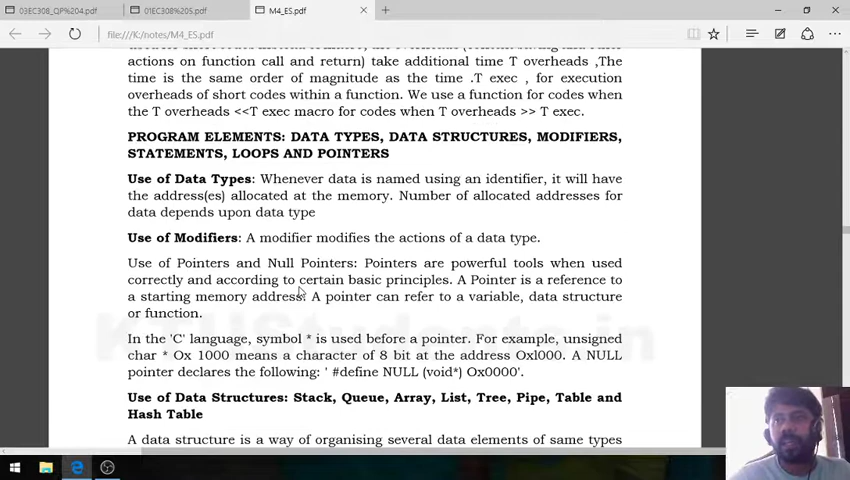 03EC308_QP%204.pdf
01EC308%20S.pdf
M4_ES.pdf
file:///K:/notes/M4_ES.pdf
actions on function call and return) take additional time T overheads ,The
time is the same order of magnitude as the time .T exec , for execution
overheads of short codes within a function. We use a function for codes when
the T overheads <<T exec macro for codes when T overheads >> T exec.
PROGRAM ELEMENTS: DATA TYPES, DATA STRUCTURES, MODIFIERS,
STATEMENTS, LOOPS AND POINTERS
Use of Data Types: Whenever data is named using an identifier, it will have
the address(es) allocated at the memory. Number of allocated addresses for
data depends upon data type
Use of Modifiers: A modifier modifies the actions of a data type.
Use of Pointers and Null Pointers: Pointers are powerful tools when used
correctly and according to certain basic principles. A Pointer is a reference to
a starting memory address. A pointer can refer to a variable, data structure
or function.
In the 'C' language, symbol * is used before a pointer. For example, unsigned
char * Ox 1000 means a character of 8 bit at the address Oxl000. A NULL
pointer declares the following: ' #define NULL (void*) Ox0000'.
Use of Data Structures: Stack, Queue, Array, List, Tree, Pipe, Table and
Hash Table
A data structure is a way of organising several data elements of same types